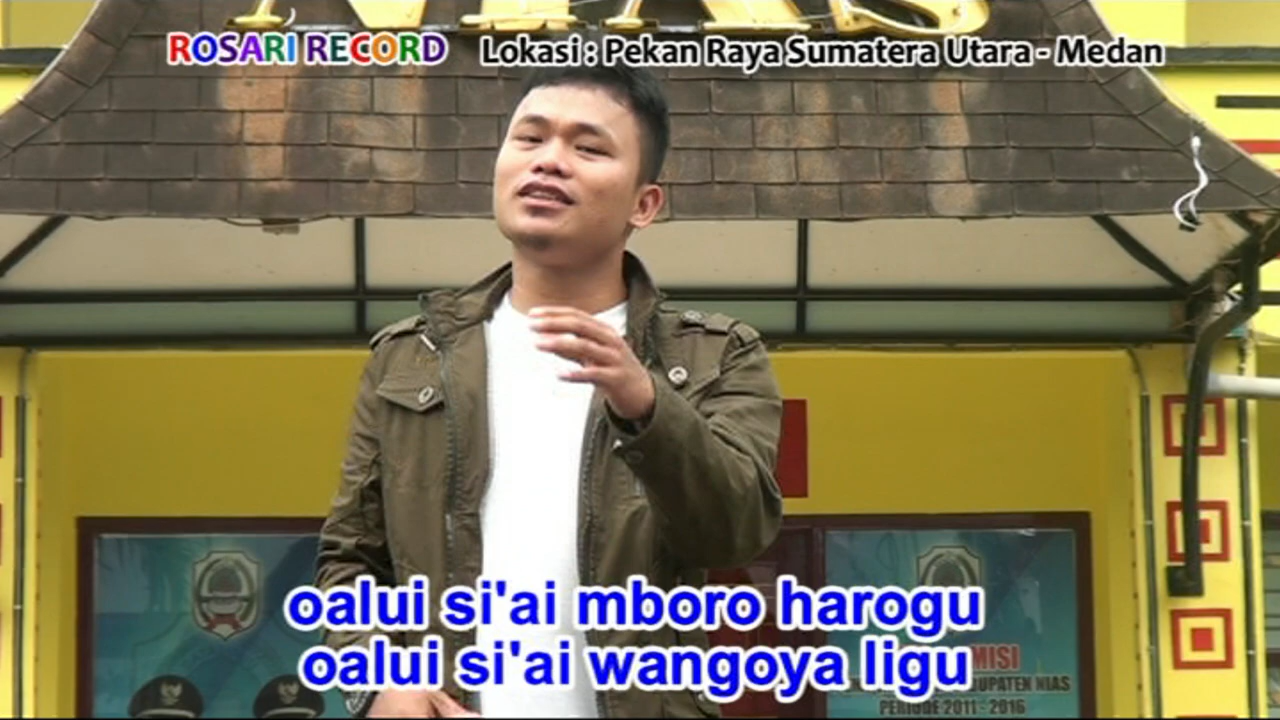 NIAS
ROSARI RECORD Lokasi : Pekan Raya Sumatera Utara - Medan
MISI
KABUPATEN NIAS
PERIODE 2011 - 2016
oalui si'ai mboro harogu
oalui si'ai wangoya ligu